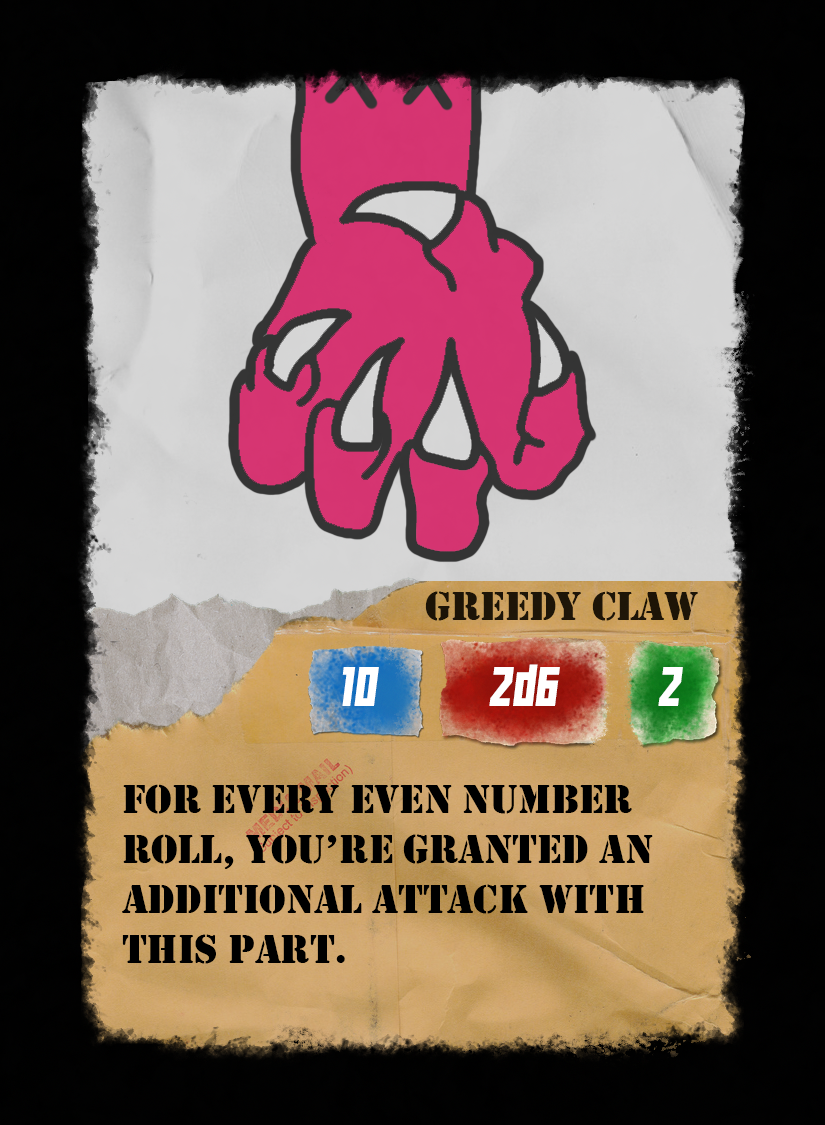 GREEDY CLAW
10 2d6 2
FOR EVERY EVEN NUMBER
ROLL, YOU'RE GRANTED AN
ADDITIONAL ATTACK WITH
THIS PART.